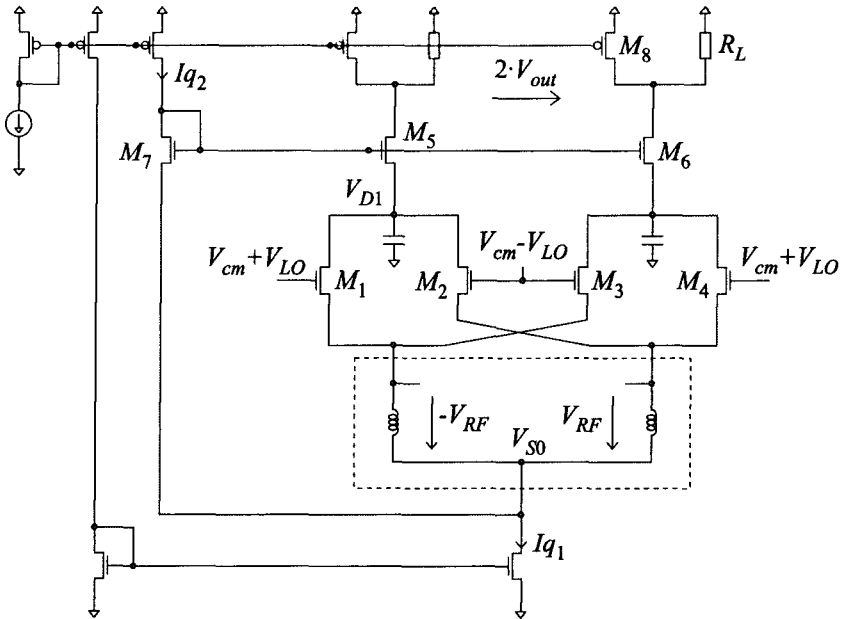 M8
RL
Iq2
2·Vout
M7
M5
M6
VD1
Vcm+VLO
Vcm-VLO
Vcm+VLO
M1
M2
M3
M4
-VRF
VRF
VS0
Iq1